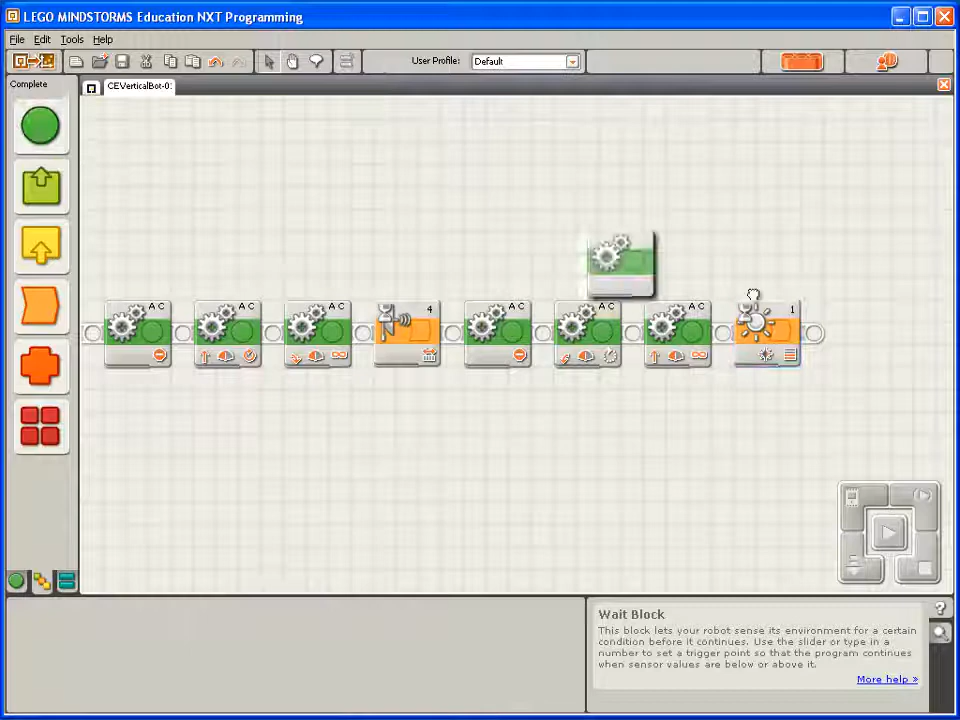 LEGO MINDSTORMS Education NXT Programming
File Edit Tools Help
User Profile: Default
Complete
CEVerticalBot-0:
A C A C A C 4 A C A C A C 1
N
Wait Block
This block lets your robot sense its environment for a certain
condition before it continues. Use the slider or type in a
number to set a trigger point so that the program continues
when sensor values are below or above it.
More help »
?